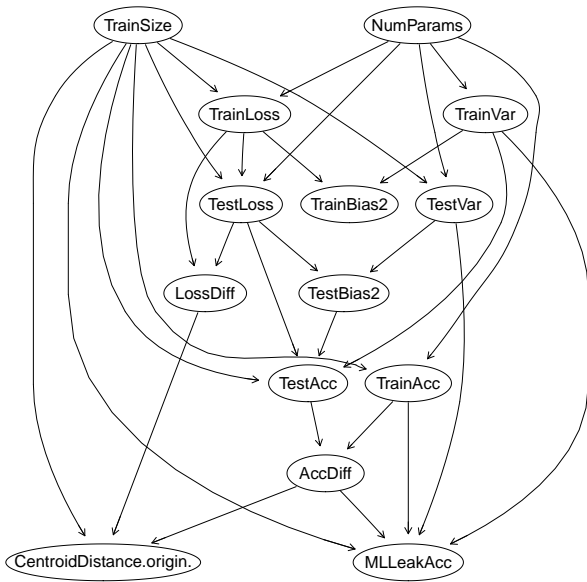 TrainSize
NumParams
TrainLoss
TrainVar
TestLoss
TrainBias2
TestVar
LossDiff
TestBias2
TestAcc
TrainAcc
AccDiff
CentroidDistance.origin.
MLLeakAcc